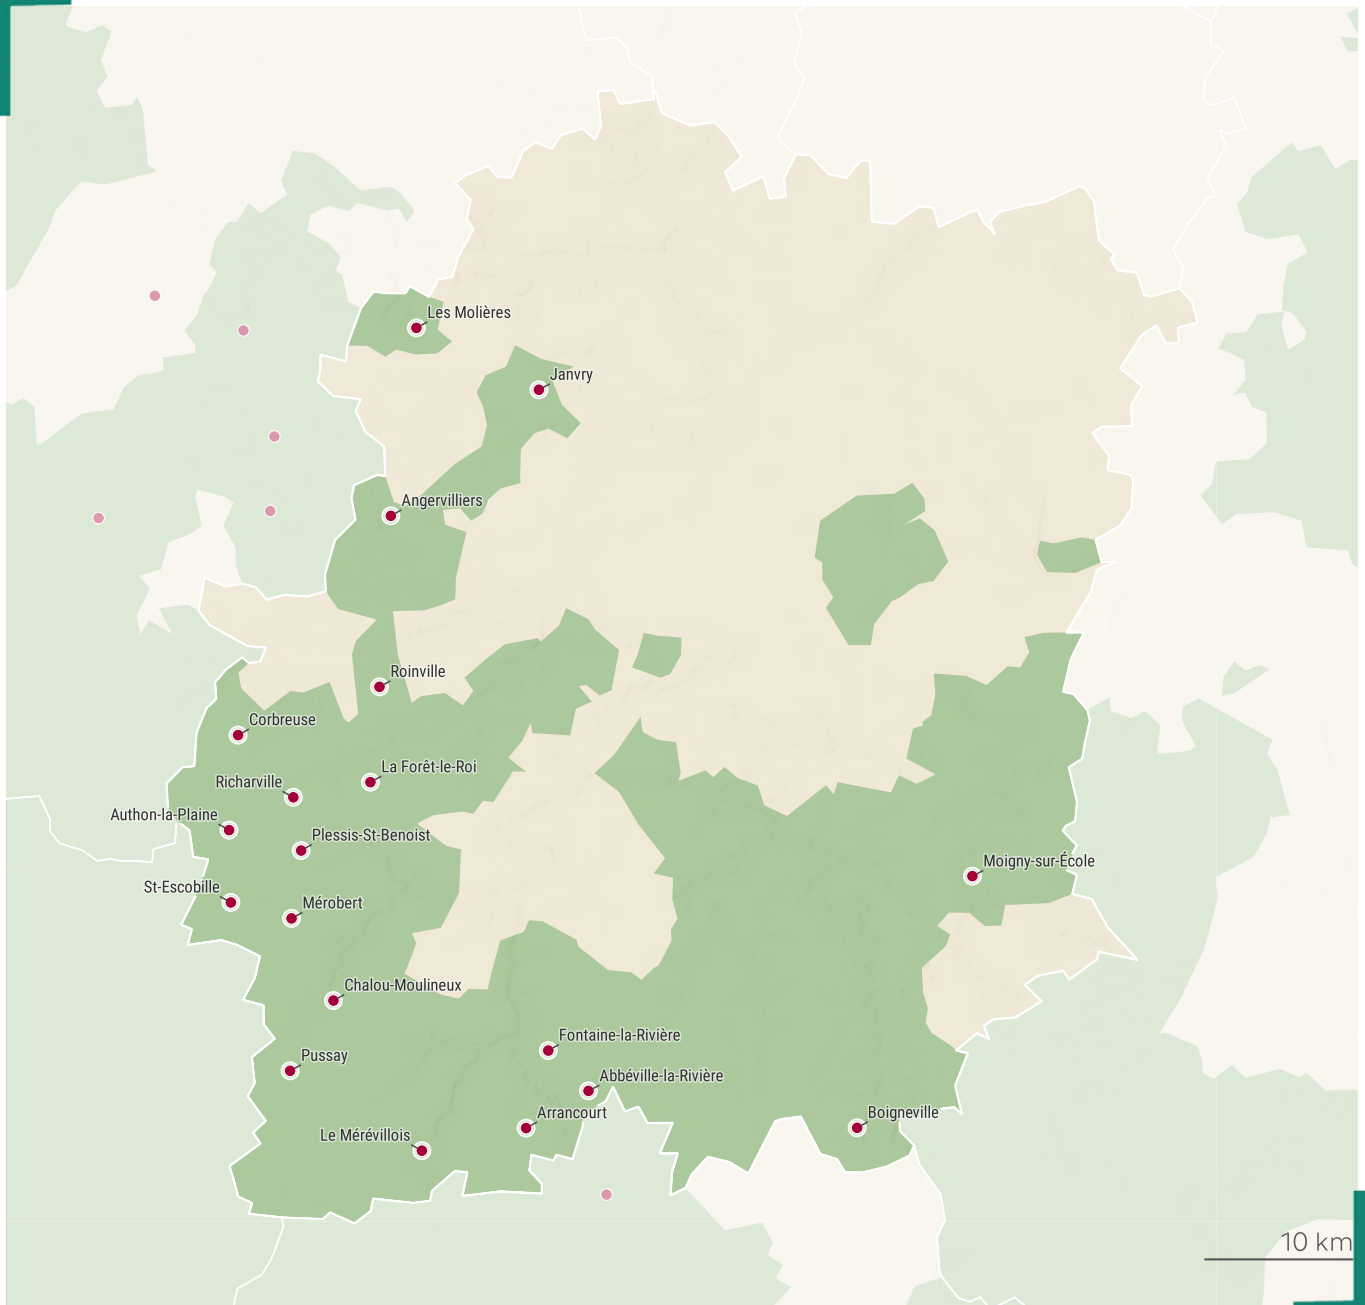 Les Molières
Janvry
Angervilliers
Roinville
Corbreuse
La Forêt-le-Roi
Richarville
Authon-la-Plaine
Plessis-St-Benoist
Moigny-sur-École
St-Escobille
Mérobert
Chalou-Moulineux
Fontaine-la-Rivière
Pussay
Abbéville-la-Rivière
Arrancourt
Boigneville
Le Mérévillois
10 km